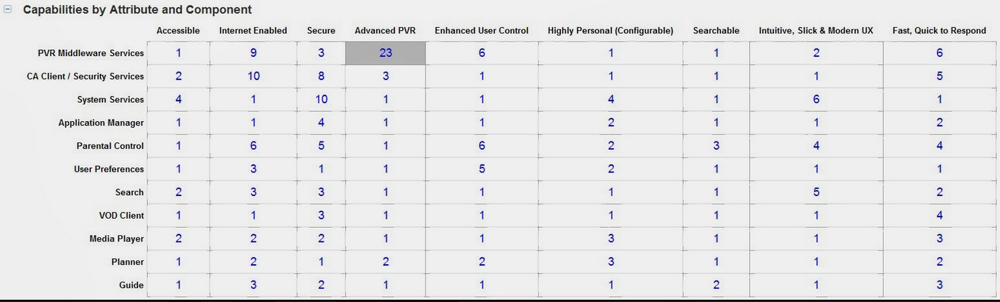 Capabilities by Attribute and Component
Accessible Internet Enabled Secure Advanced PVR Enhanced User Control Highly Personal (Configurable) Searchable Intuitive, Slick & Modern UX Fast, Quick to Respond
PVR Middleware Services 1 9 3 23 6 1 1 2 6
CA Client / Security Services 2 10 8 3 1 1 1 1 5
System Services 4 1 10 1 1 4 1 6 1
Application Manager 1 1 4 1 1 2 1 1 2
Parental Control 1 6 5 1 6 2 3 4 4
User Preferences 1 3 1 1 5 2 1 1 1
Search 2 3 3 1 1 1 1 5 2
VOD Client 1 1 3 1 1 1 1 1 4
Media Player 2 2 2 1 1 3 1 1 3
Planner 1 2 1 2 2 3 1 1 2
Guide 1 3 2 1 1 1 2 1 3